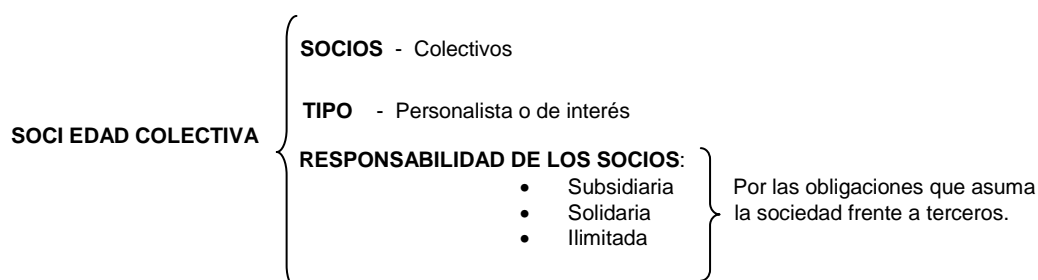 SOCIOS - Colectivos
TIPO - Personalista o de interés
SOCI EDAD COLECTIVA
RESPONSABILIDAD DE LOS SOCIOS:
• Subsidiaria
• Solidaria
• Ilimitada
Por las obligaciones que asuma
la sociedad frente a terceros.